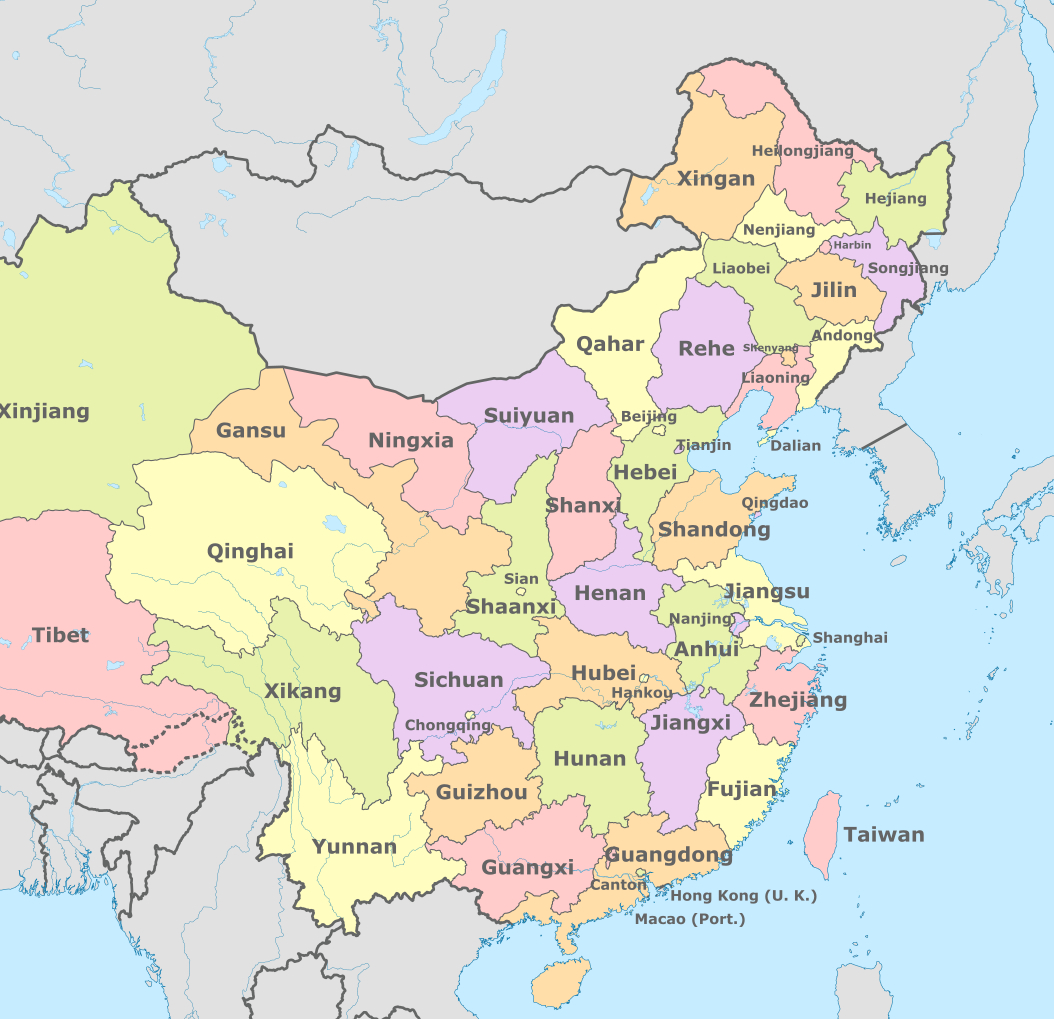 Heilongjiang
Xingan
Hejiang
Nenjiang
Harbin
Liaobei
Songjiang
Jilin
Andong
Qahar
Rehe
Shenyang
Liaoning
Xinjiang
Suiyuan
Beijing
Gansu
Ningxia
Tianjin
Dalian
Hebei
Shanxi
Qingdao
Shandong
Qinghai
Sian
Henan
Jiangsu
Shaanxi
Nanjing
Tibet
Shanghai
Anhui
Sichuan
Hubei
Xikang
Hankou
Zhejiang
Chongqing
Jiangxi
Hunan
Guizhou
Fujian
Taiwan
Yunnan
Guangdong
Guangxi
Canton
Hong Kong (U. K.)
Macao (Port.)